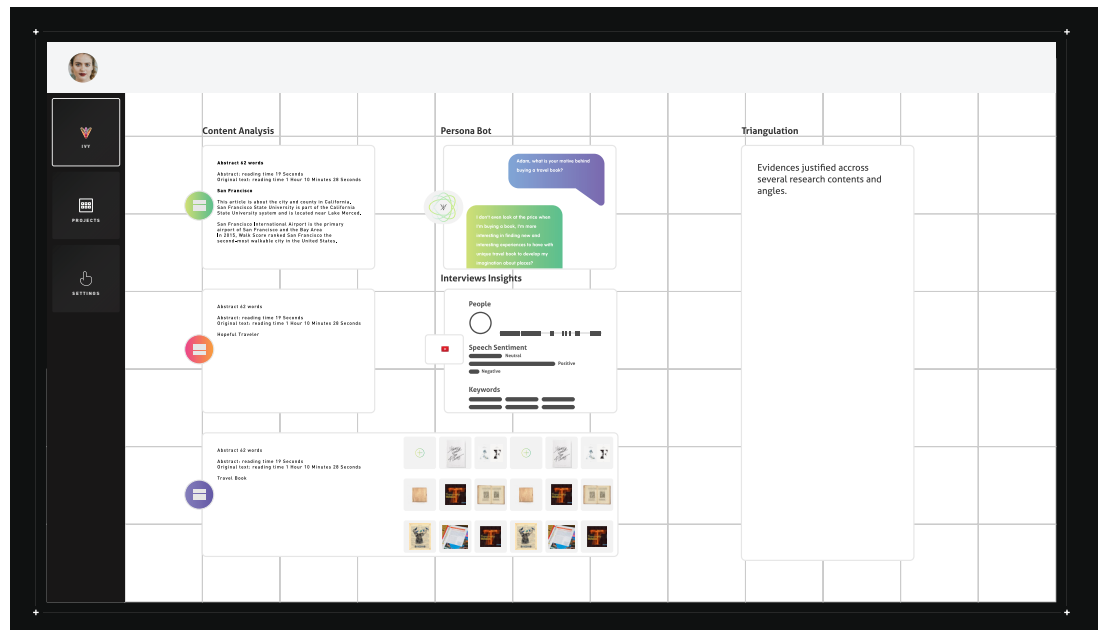 IVY
PROJECTS
SETTINGS
Content Analysis
Abstract 62 words
Abstract: reading time 19 Seconds
Original text: reading time 1 Hour 10 Minutes 28 Seconds
San Francisco
This article is about the city and county in California.
San Francisco State University is part of the California
State University system and is located near Lake Merced.
San Francisco International Airport is the primary
airport of San Francisco and the Bay Area
In 2015, Walk Score ranked San Francisco the
second-most walkable city in the United States.
Abstract 62 words
Abstract: reading time 19 Seconds
Original text: reading time 1 Hour 10 Minutes 28 Seconds
Hopeful Traveler
Abstract 62 words
Abstract: reading time 19 Seconds
Original text: reading time 1 Hour 10 Minutes 28 Seconds
Travel Book
Persona Bot
Adam, what is your motive behind
buying a travel book?
I don't even look at the price when
I'm buying a book, I'm more
interesting in finding new and
interesting experiences to have with
unique travel book to develop my
imagination about places?
Interviews Insights
People
Speech Sentiment
Neutral
Positive
Negative
Keywords
Triangulation
Evidences justified accross
several research contents and
angles.